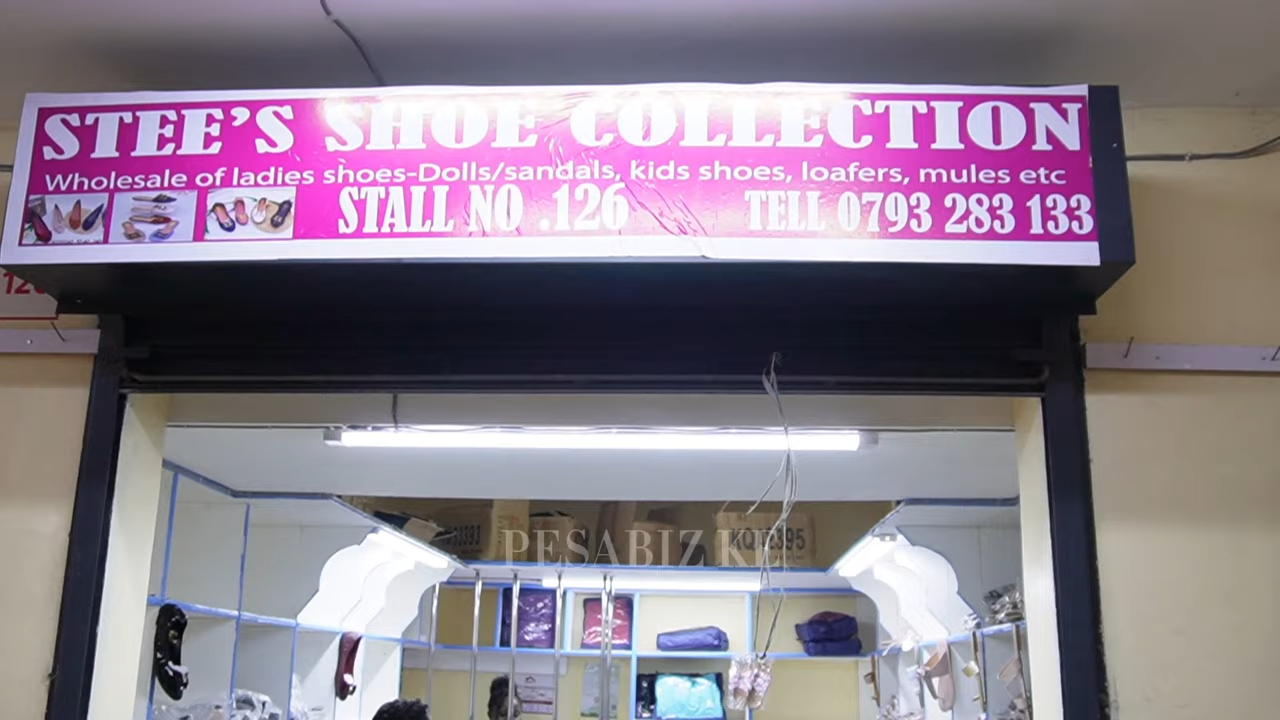 STEE'S SHOE COLLECTION
Wholesale of ladies shoes-Dolls/sandals, kids shoes, loafers, mules etc
STALL NO .126 TELL 0793 283 133
PESABIZ KE